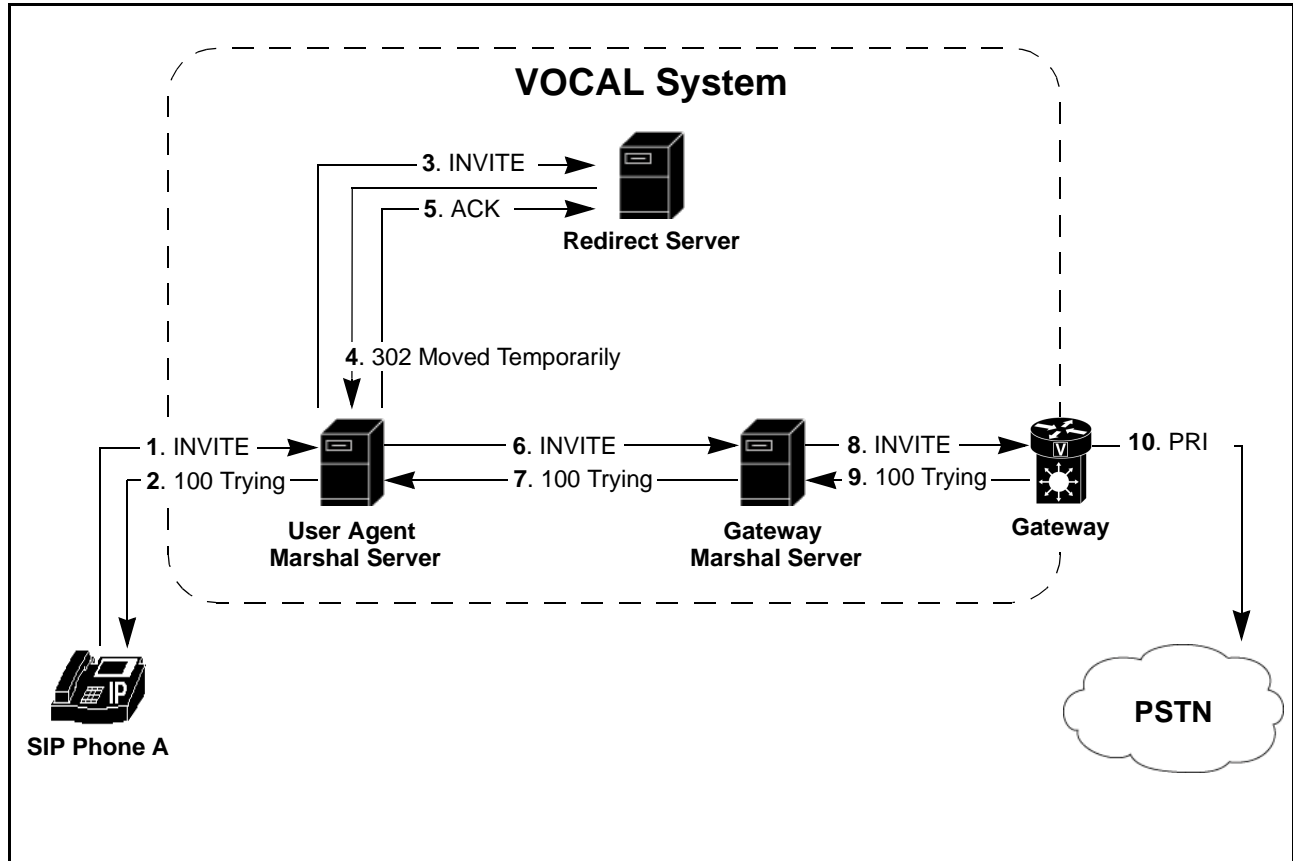 VOCAL System
3. INVITE
5. ACK
Redirect Server
4. 302 Moved Temporarily
1. INVITE
6. INVITE
8. INVITE
10. PRI
V
2. 100 Trying
7. 100 Trying
9. 100 Trying
User Agent
Marshal Server
Gateway
Marshal Server
Gateway
IP
SIP Phone A
PSTN